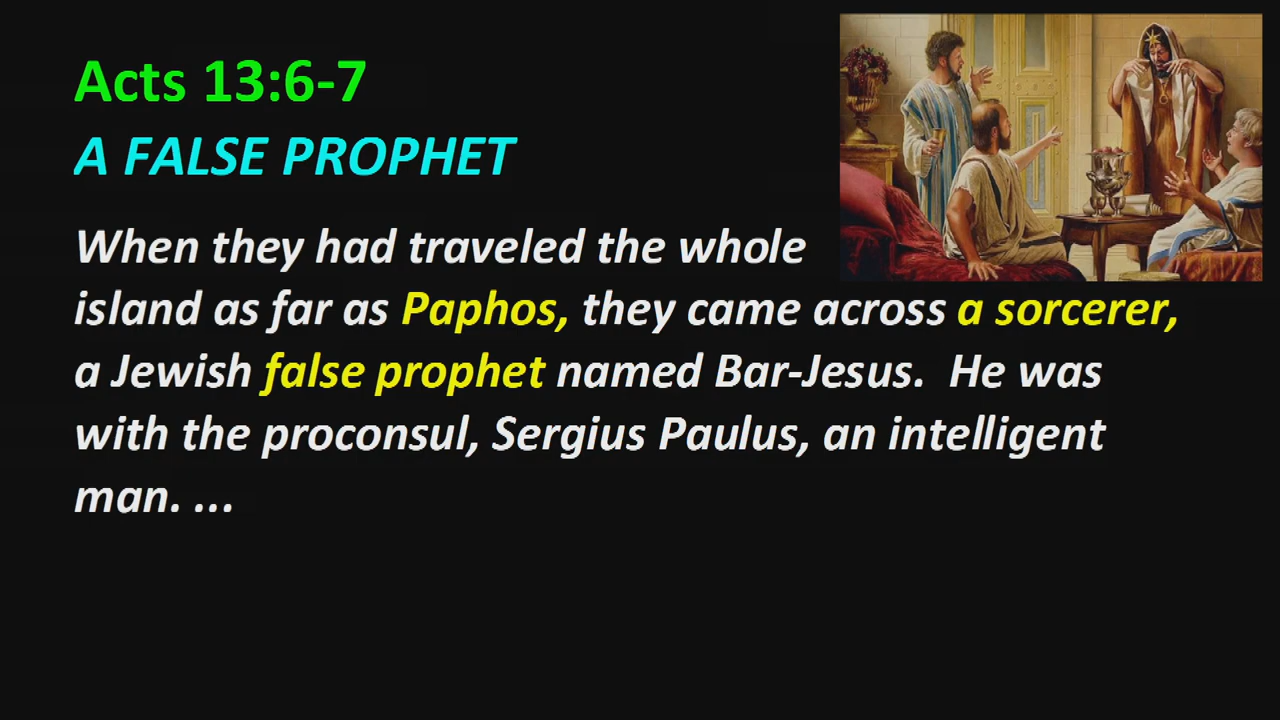 Acts 13:6-7
A FALSE PROPHET
When they had traveled the whole
island as far as Paphos, they came across a sorcerer,
a Jewish false prophet named Bar-Jesus.  He was
with the proconsul, Sergius Paulus, an intelligent
man. ...